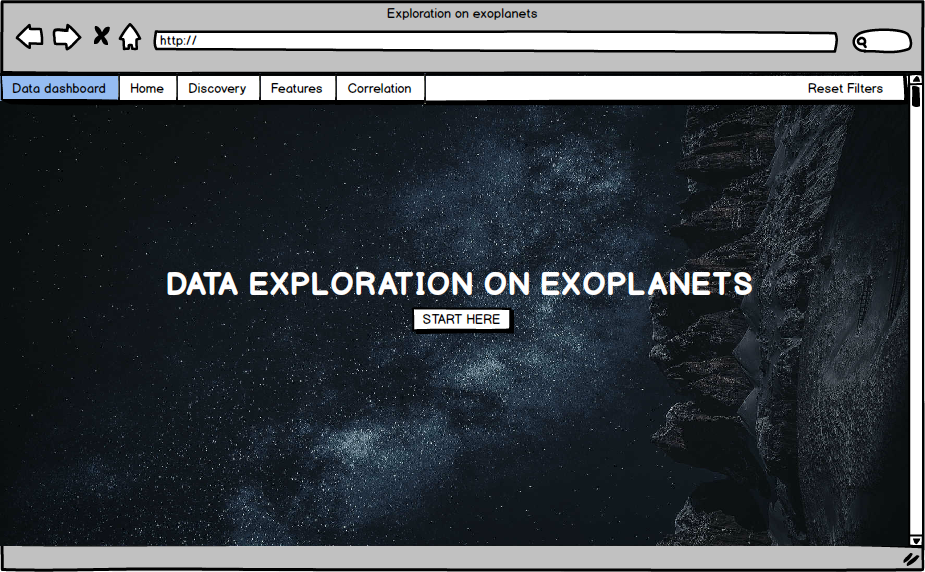 Exploration on exoplanets
http://
Data dashboard Home Discovery Features Correlation Reset Filters
DATA EXPLORATION ON EXOPLANETS
START HERE